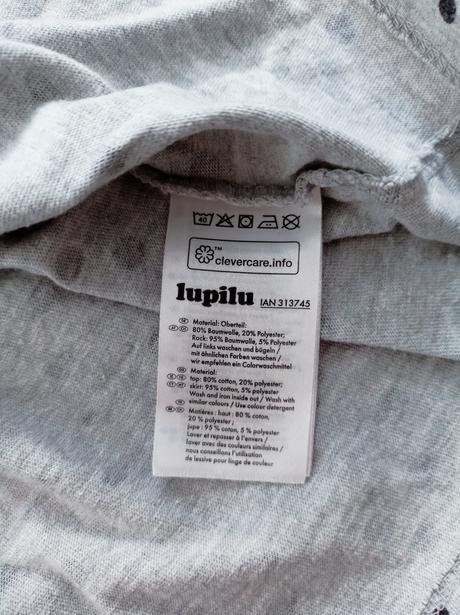 40
clevercare.info™
lupilu IAN 313745
Material: Oberteil:
80% Baumwolle, 20% Polyester;
Rock: 95% Baumwolle, 5% Polyester
Auf links waschen und bügeln /
mit ähnlichen Farben waschen /
wir empfehlen ein Colorwaschmittel
Material:
top: 80% cotton, 20% polyester;
skirt: 95% cotton, 5% polyester
Wash and iron inside out / Wash with
similar colours / Use colour detergent
Matières : haut : 80 % coton,
20 % polyester ;
jupe : 95 % coton, 5 % polyester
Laver et repasser à l'envers /
laver avec des couleurs similaires /
nous conseillons l'utilisation
de lessive pour linge de couleur